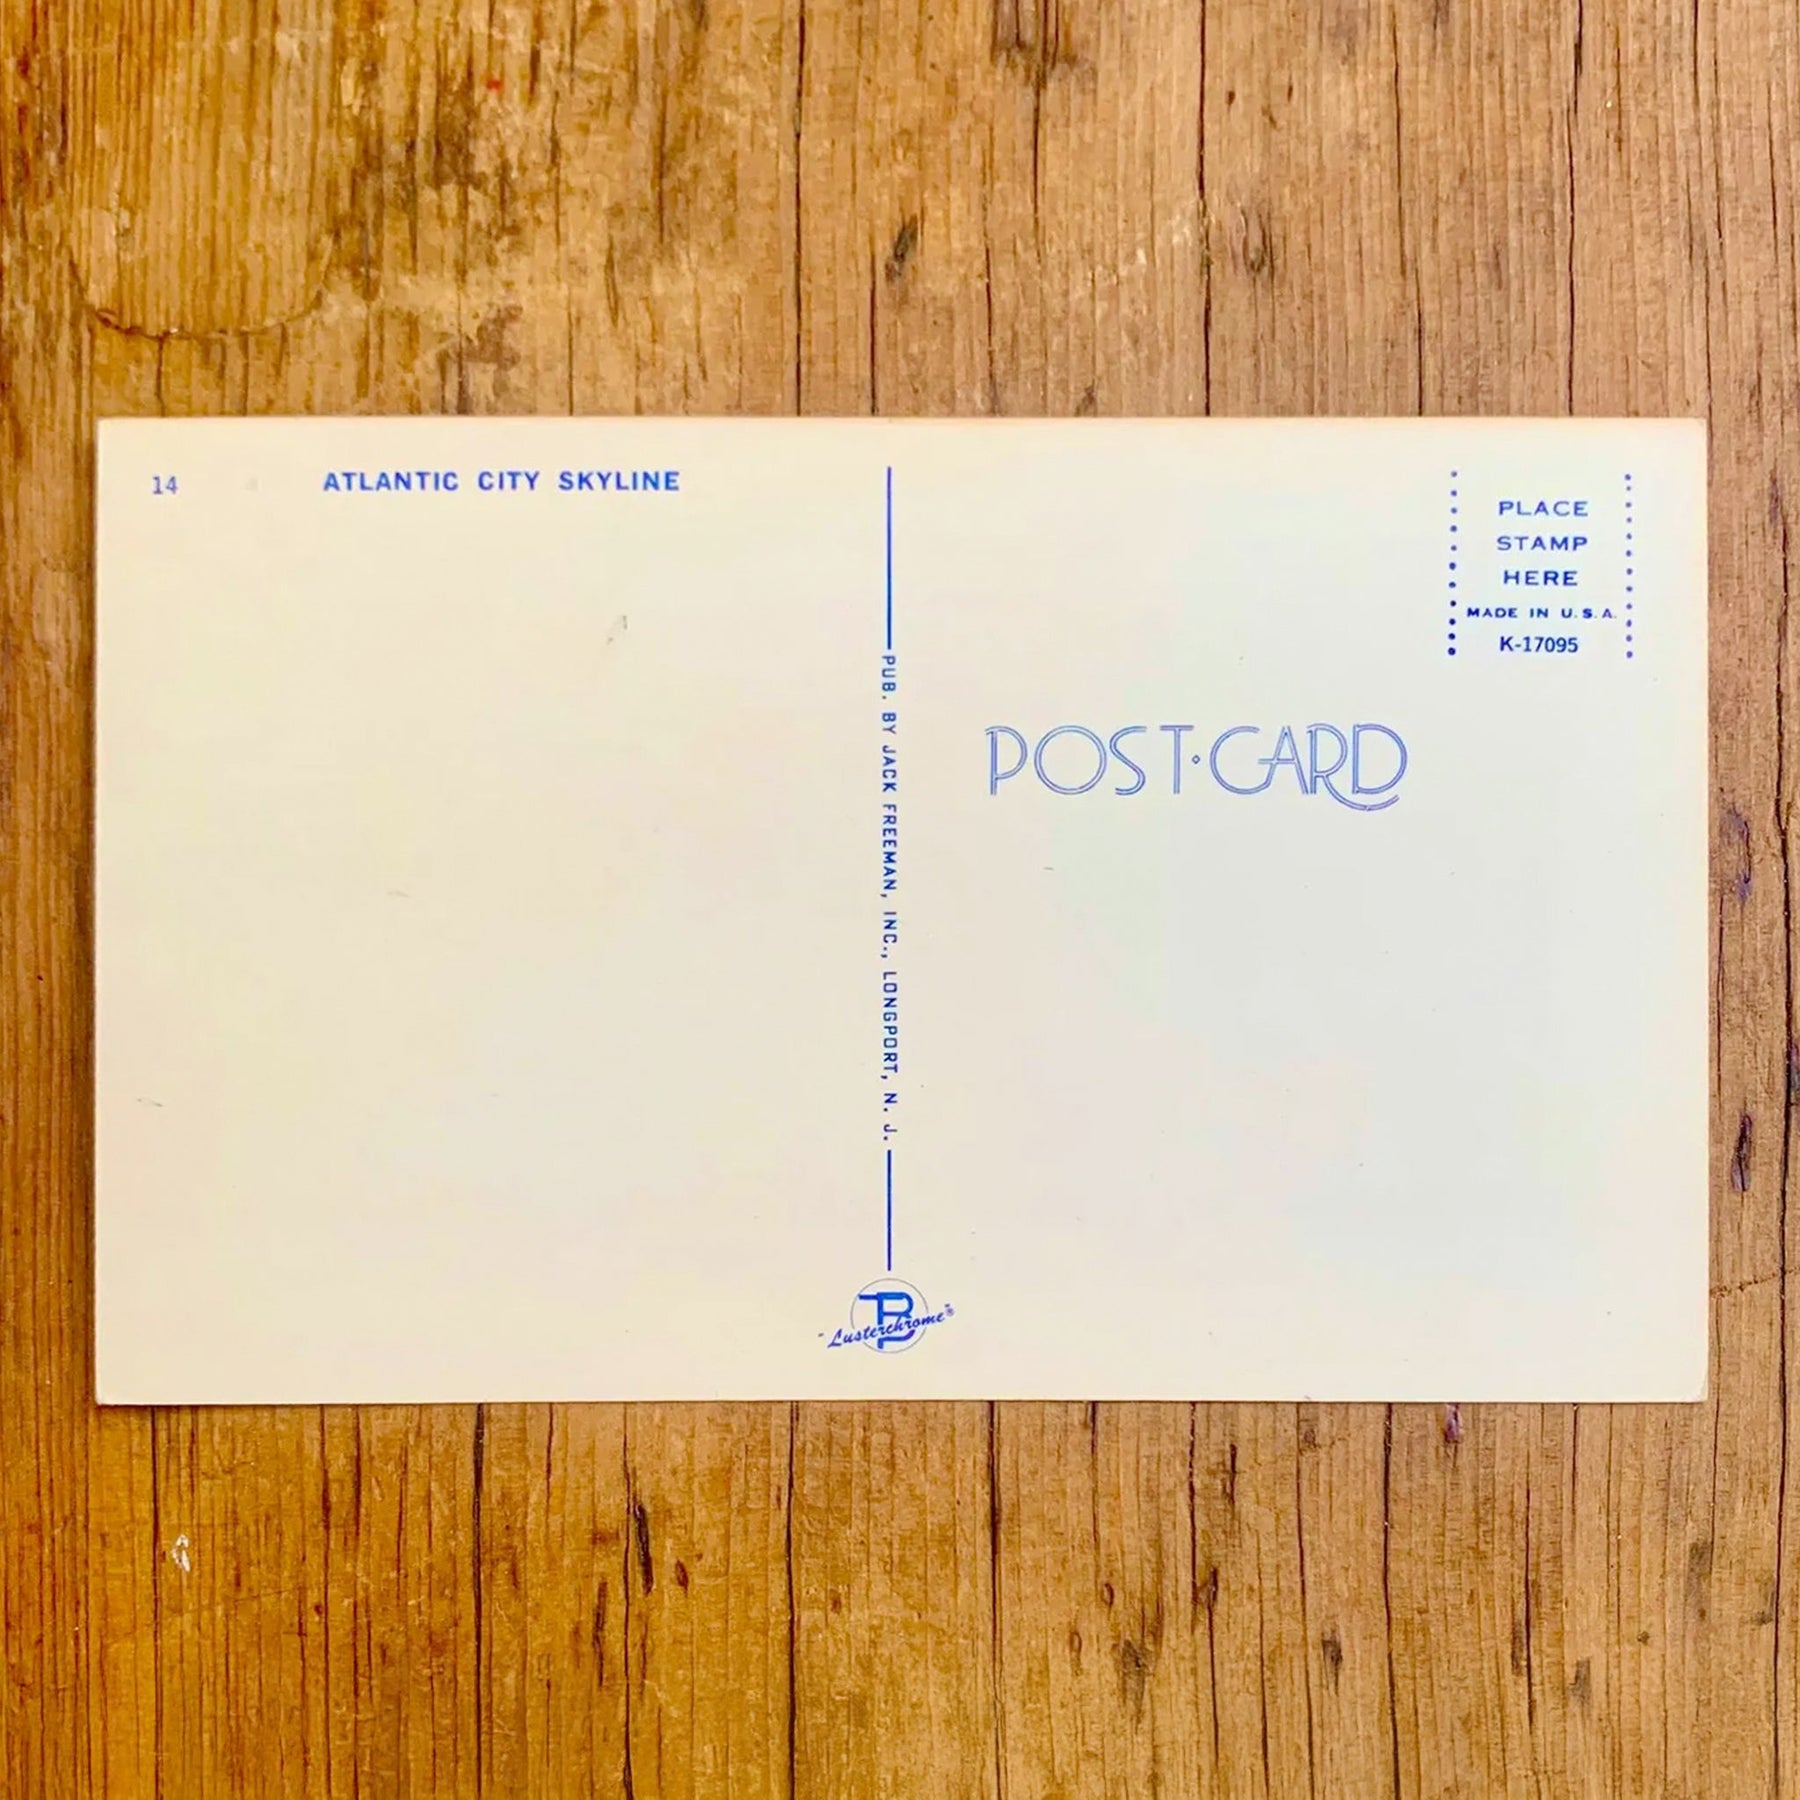 14 ATLANTIC CITY SKYLINE
PUB. BY JACK FREEMAN, INC., LONGPORT, N. J.
TP
"Lusterchrome"®
PLACE
STAMP
HERE
MADE IN U.S.A.
K-17095
POST·CARD